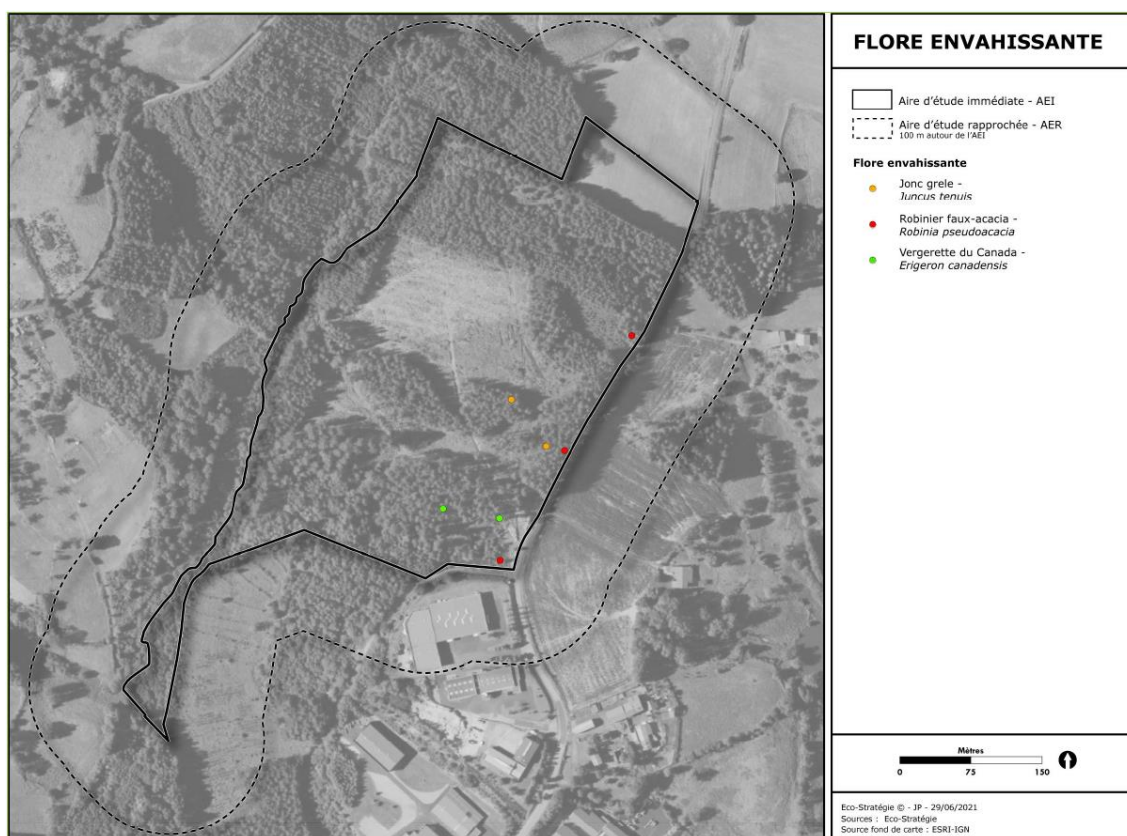 FLORE ENVAHISSANTE
Aire d'étude immédiate - AEI
Aire d'étude rapprochée - AER
100 m autour de l'AEI
Flore envahissante
Jonc grele -
Juncus tenuis
Robinier faux-acacia -
Robinia pseudoacacia
Vergerette du Canada -
Erigeron canadensis
Mètres
0 75 150
Eco-Stratégie © - JP - 29/06/2021
Sources : Eco-Stratégie
Source fond de carte : ESRI-IGN